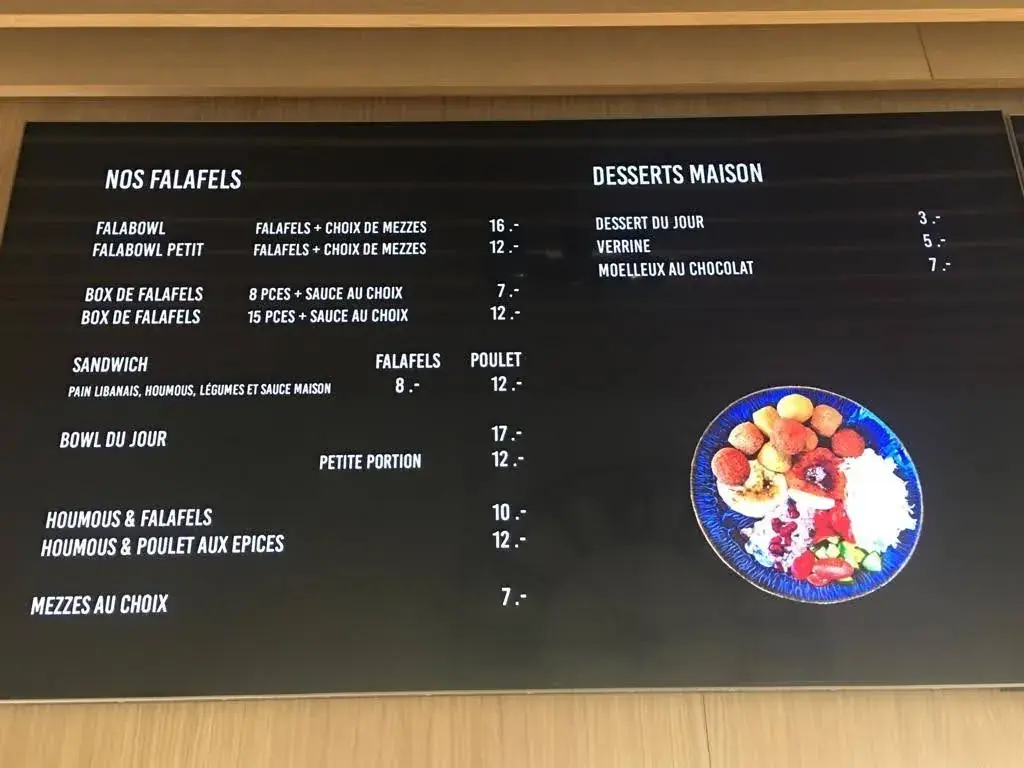 NOS FALAFELS
FALABOWL FALAFELS + CHOIX DE MEZZES 16.-
FALABOWL PETIT FALAFELS + CHOIX DE MEZZES 12.-
BOX DE FALAFELS 8 PCES + SAUCE AU CHOIX 7.-
BOX DE FALAFELS 15 PCES + SAUCE AU CHOIX 12.-
SANDWICH FALAFELS POULET
PAIN LIBANAIS, HOUMOUS, LÉGUMES ET SAUCE MAISON 8.- 12.-
BOWL DU JOUR 17.-
PETITE PORTION 12.-
HOUMOUS & FALAFELS 10.-
HOUMOUS & POULET AUX EPICES 12.-
MEZZES AU CHOIX 7.-
DESSERTS MAISON
DESSERT DU JOUR 3.-
VERRINE 5.-
MOELLEUX AU CHOCOLAT 7.-